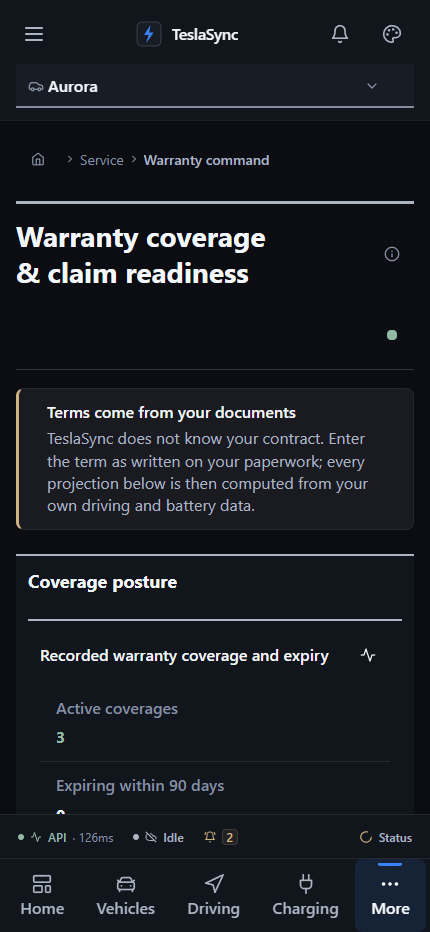 TeslaSync
Aurora
Service
Warranty command
Warranty coverage
& claim readiness
Terms come from your documents
TeslaSync does not know your contract. Enter
the term as written on your paperwork; every
projection below is then computed from your
own driving and battery data.
Coverage posture
Recorded warranty coverage and expiry
Active coverages
3
Expiring within 90 days
API · 126ms
Idle
2
Status
Home
Vehicles
Driving
Charging
More